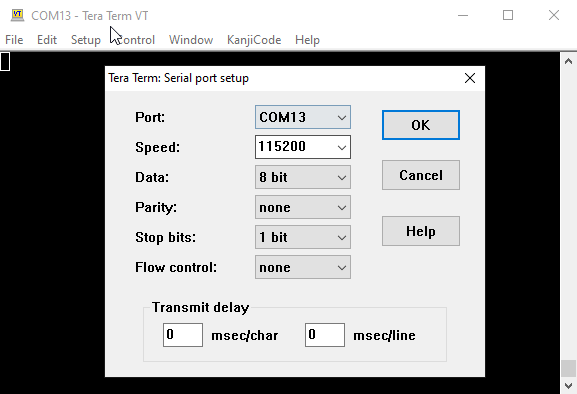 VT COM13 - Tera Term VT
File Edit Setup Control Window KanjiCode Help
Tera Term: Serial port setup
Port: COM13 OK
Speed: 115200
Data: 8 bit Cancel
Parity: none
Stop bits: 1 bit Help
Flow control: none
Transmit delay
0 msec/char 0 msec/line